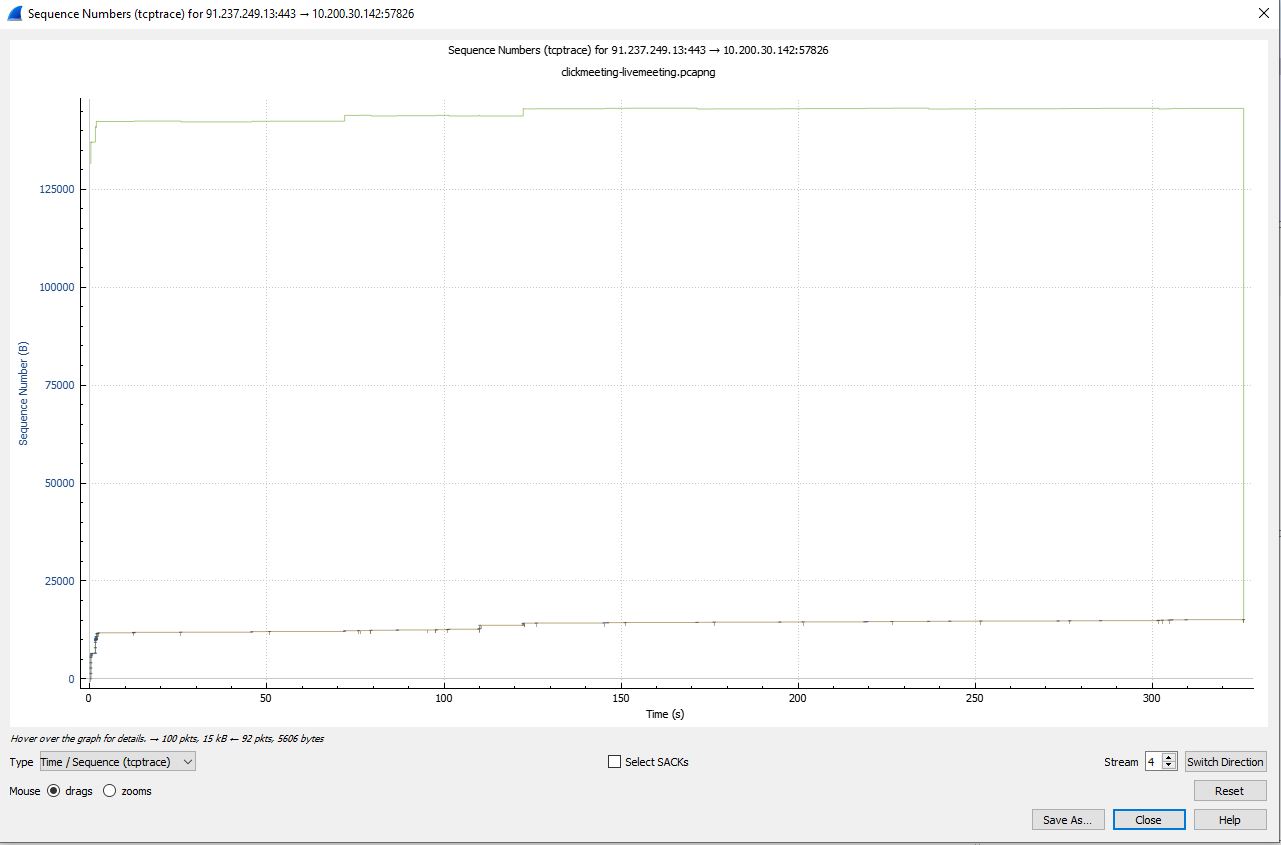 Sequence Numbers (tcptrace) for 91.237.249.13:443 → 10.200.30.142:57826
Sequence Numbers (tcptrace) for 91.237.249.13:443 → 10.200.30.142:57826
clickmeeting-livemeeting.pcapng
125000
100000
75000
50000
25000
0
Sequence Number (B)
0 50 100 150 200 250 300
Time (s)
Hover over the graph for details. → 100 pkts, 15 kB ← 92 pkts, 5606 bytes
Type Time / Sequence (tcptrace) Select SACKs Stream 4 Switch Direction
Mouse drags zooms Reset
Save As... Close Help